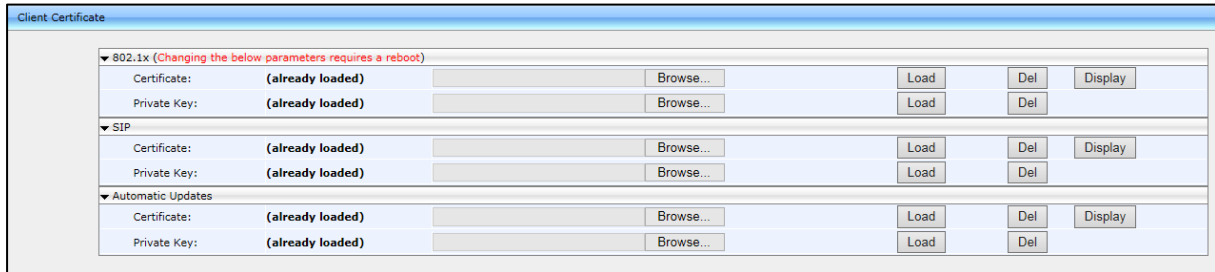 Client Certificate
802.1x (Changing the below parameters requires a reboot)
Certificate: (already loaded) Browse... Load Del Display
Private Key: (already loaded) Browse... Load Del
SIP
Certificate: (already loaded) Browse... Load Del Display
Private Key: (already loaded) Browse... Load Del
Automatic Updates
Certificate: (already loaded) Browse... Load Del Display
Private Key: (already loaded) Browse... Load Del